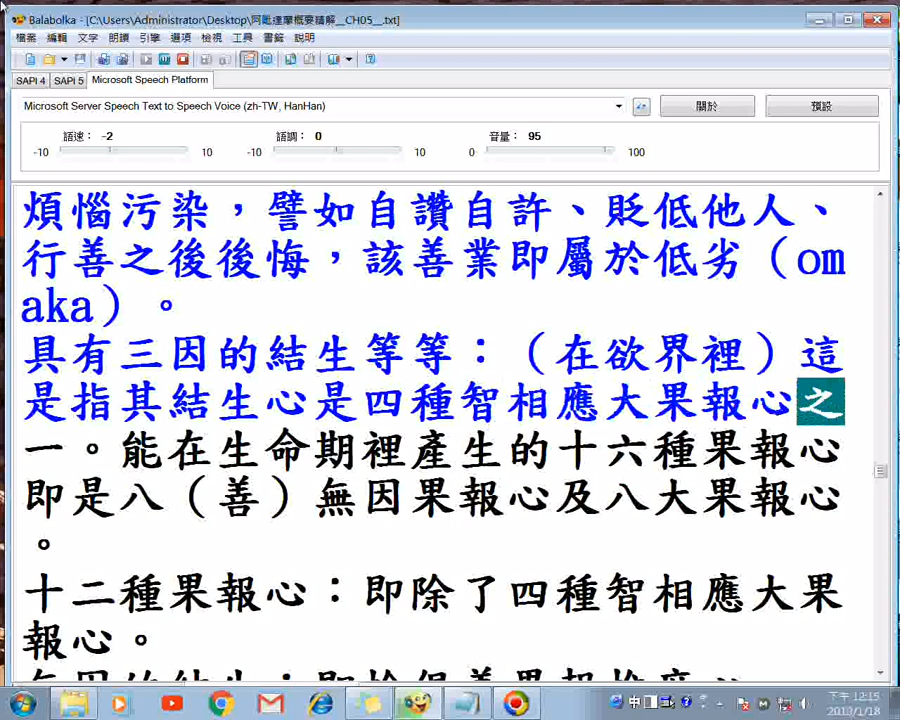 Balabolka - [C:\Users\Administrator\Desktop\阿毗達摩概要精解__CH05__.txt]
檔案 編輯 文字 朗讀 引擎 選項 檢視 工具 書籤 說明
SAPI 4 SAPI 5 Microsoft Speech Platform
Microsoft Server Speech Text to Speech Voice (zh-TW, HanHan) 關於 預設
語速： -2 語調： 0 音量： 95
-10 10 -10 10 0 100
煩惱污染，譬如自讚自許、貶低他人、
行善之後後悔，該善業即屬於低劣（om
aka）。
具有三因的結生等等：（在欲界裡）這
是指其結生心是四種智相應大果報心之
一。能在生命期裡產生的十六種果報心
即是八（善）無因果報心及八大果報心
。
十二種果報心：即除了四種智相應大果
報心。
中
下午 12:15
2013/1/18